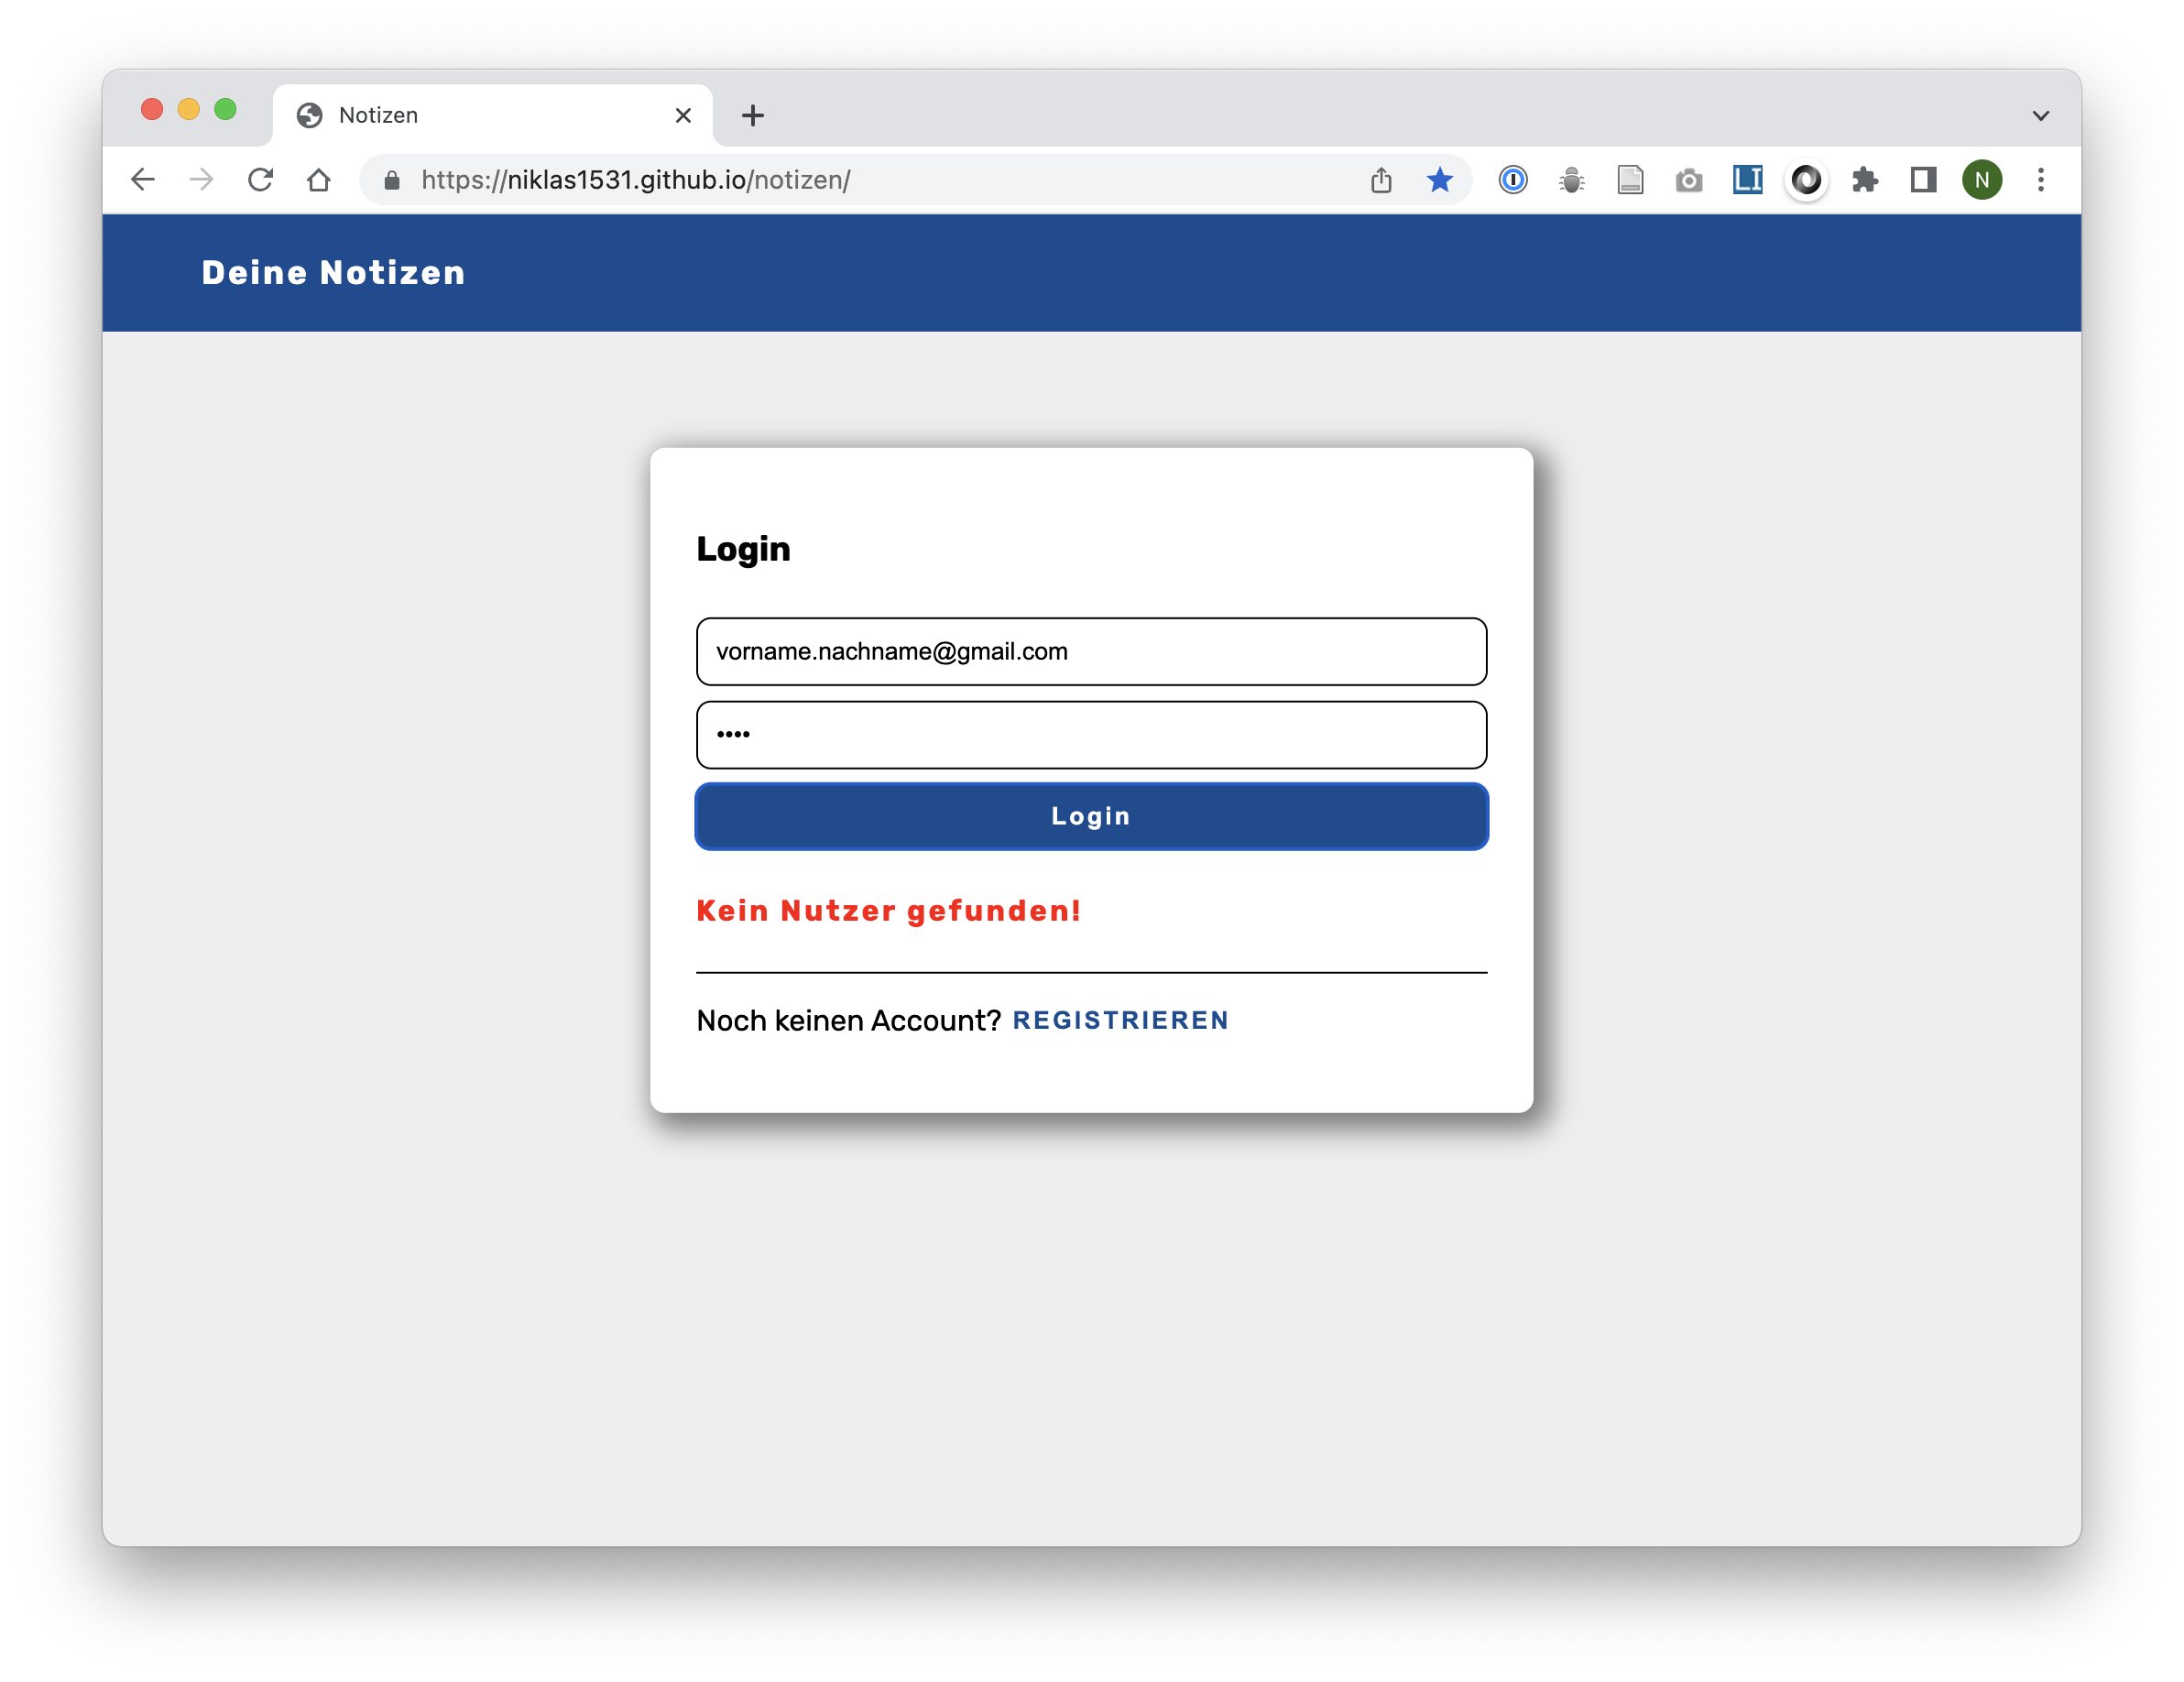 Notizen
https://niklas1531.github.io/notizen/
LI
N
Deine Notizen
Login
vorname.nachname@gmail.com
••••
Login
Kein Nutzer gefunden!
Noch keinen Account? REGISTRIEREN